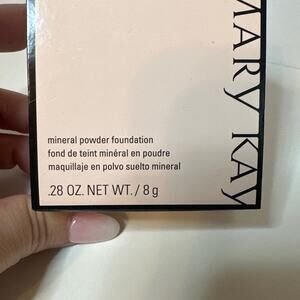 MARY KAY
mineral powder foundation
fond de teint minéral en poudre
maquillaje en polvo suelto mineral
.28 OZ. NET WT. / 8 g